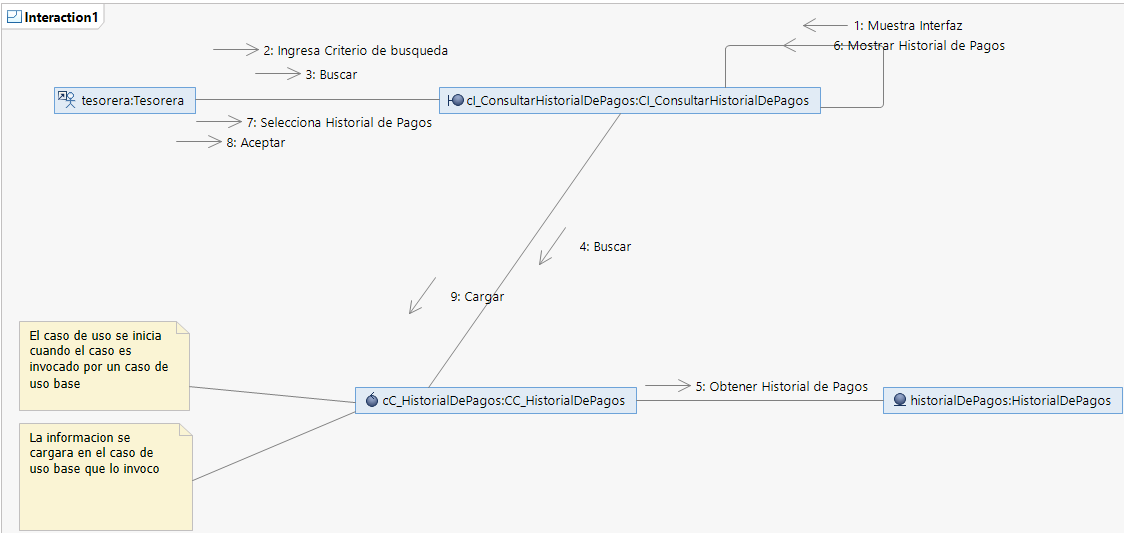 Interaction1
1: Muestra Interfaz
6: Mostrar Historial de Pagos
2: Ingresa Criterio de busqueda
3: Buscar
tesorera:Tesorera
cI_ConsultarHistorialDePagos:CI_ConsultarHistorialDePagos
7: Selecciona Historial de Pagos
8: Aceptar
4: Buscar
9: Cargar
El caso de uso se inicia
cuando el caso es
invocado por un caso de
uso base
5: Obtener Historial de Pagos
cC_HistorialDePagos:CC_HistorialDePagos
historialDePagos:HistorialDePagos
La informacion se
cargara en el caso de
uso base que lo invoco